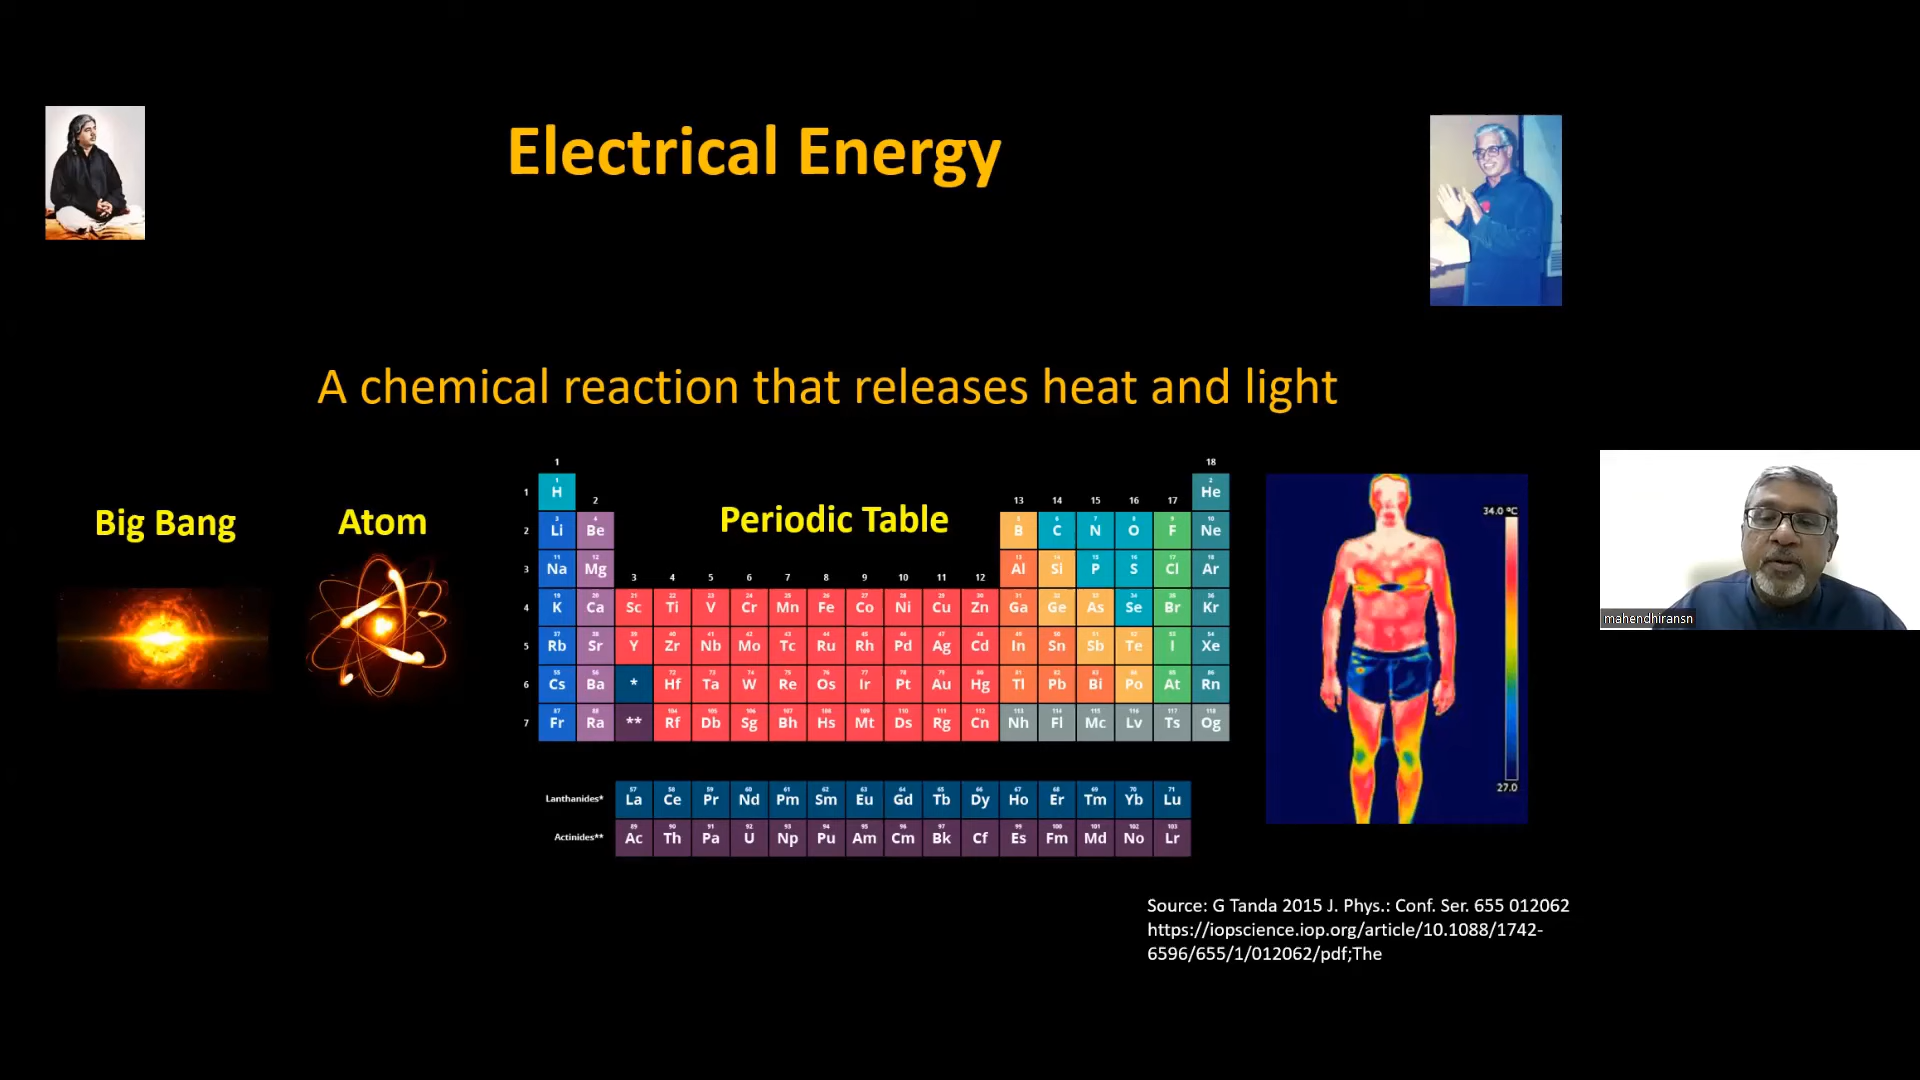 Electrical Energy
A chemical reaction that releases heat and light
Big Bang
Atom
Periodic Table
1 18
1 H He
2 13 14 15 16 17
2 Li Be B C N O F Ne
3 Na Mg Al Si P S Cl Ar
3 4 5 6 7 8 9 10 11 12
4 K Ca Sc Ti V Cr Mn Fe Co Ni Cu Zn Ga Ge As Se Br Kr
5 Rb Sr Y Zr Nb Mo Tc Ru Rh Pd Ag Cd In Sn Sb Te I Xe
6 Cs Ba * Hf Ta W Re Os Ir Pt Au Hg Tl Pb Bi Po At Rn
7 Fr Ra ** Rf Db Sg Bh Hs Mt Ds Rg Cn Nh Fl Mc Lv Ts Og
Lanthanides* La Ce Pr Nd Pm Sm Eu Gd Tb Dy Ho Er Tm Yb Lu
Actinides** Ac Th Pa U Np Pu Am Cm Bk Cf Es Fm Md No Lr
34.0 °C
27.0
mahendhiransn
Source: G Tanda 2015 J. Phys.: Conf. Ser. 655 012062
https://iopscience.iop.org/article/10.1088/1742-
6596/655/1/012062/pdf;The